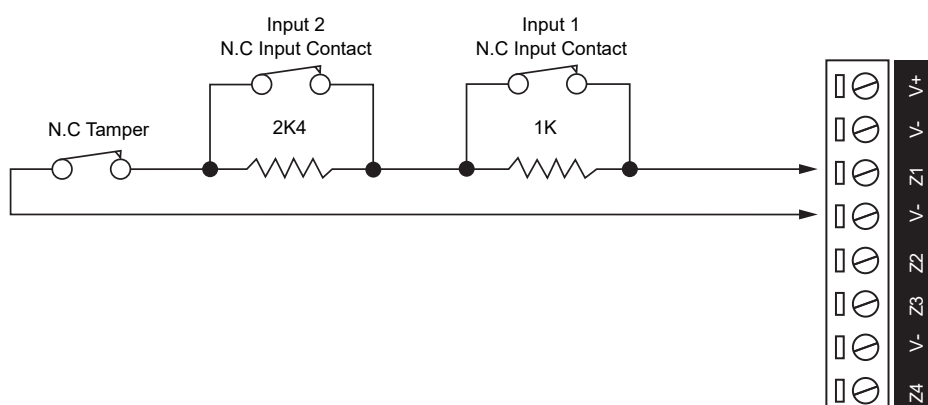 Input 2
N.C Input Contact
Input 1
N.C Input Contact
N.C Tamper
2K4
1K
V+
V-
Z1
V-
Z2
Z3
V-
Z4